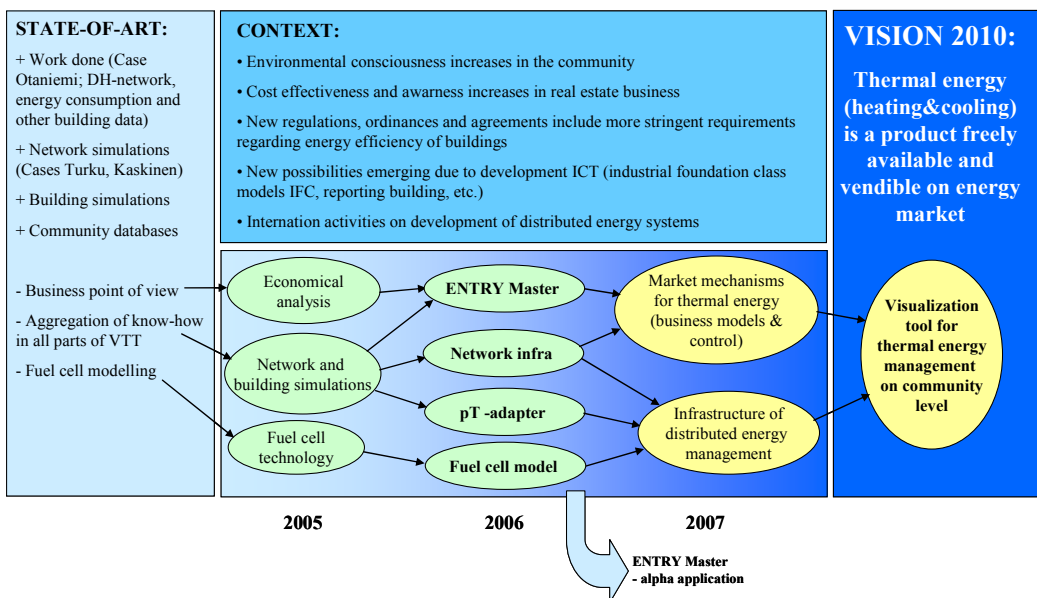 STATE-OF-ART:
+ Work done (Case
Otaniemi; DH-network,
energy consumption and
other building data)
+ Network simulations
(Cases Turku, Kaskinen)
+ Building simulations
+ Community databases
- Business point of view
- Aggregation of know-how
in all parts of VTT
- Fuel cell modelling
CONTEXT:
• Environmental consciousness increases in the community
• Cost effectiveness and awarness increases in real estate business
• New regulations, ordinances and agreements include more stringent requirements
regarding energy efficiency of buildings
• New possibilities emerging due to development ICT (industrial foundation class
models IFC, reporting building, etc.)
• Internation activities on development of distributed energy systems
Economical
analysis
Network and
building simulations
Fuel cell
technology
ENTRY Master
Network infra
pT -adapter
Fuel cell model
Market mechanisms
for thermal energy
(business models &
control)
Infrastructure of
distributed energy
management
VISION 2010:
Thermal energy
(heating&cooling)
is a product freely
available and
vendible on energy
market
Visualization
tool for
thermal energy
management
on community
level
2005
2006
2007
ENTRY Master
- alpha application